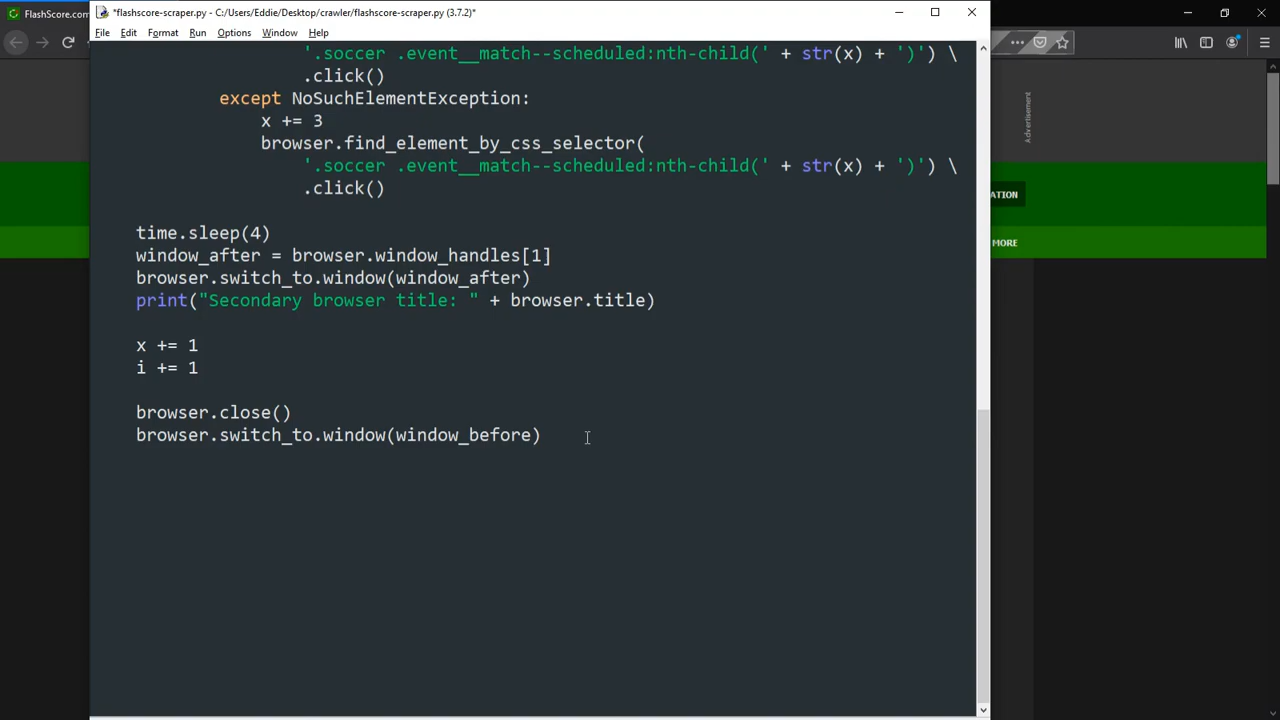 FlashScore.com
*flashscore-scraper.py - C:/Users/Eddie/Desktop/crawler/flashscore-scraper.py (3.7.2)*
File Edit Format Run Options Window Help
'.soccer .event__match--scheduled:nth-child(' + str(x) + ')') \
.click()
except NoSuchElementException:
x += 3
browser.find_element_by_css_selector(
'.soccer .event__match--scheduled:nth-child(' + str(x) + ')') \
.click()
time.sleep(4)
window_after = browser.window_handles[1]
browser.switch_to.window(window_after)
print("Secondary browser title: " + browser.title)
x += 1
i += 1
browser.close()
browser.switch_to.window(window_before)
Advertisement
ATION
MORE